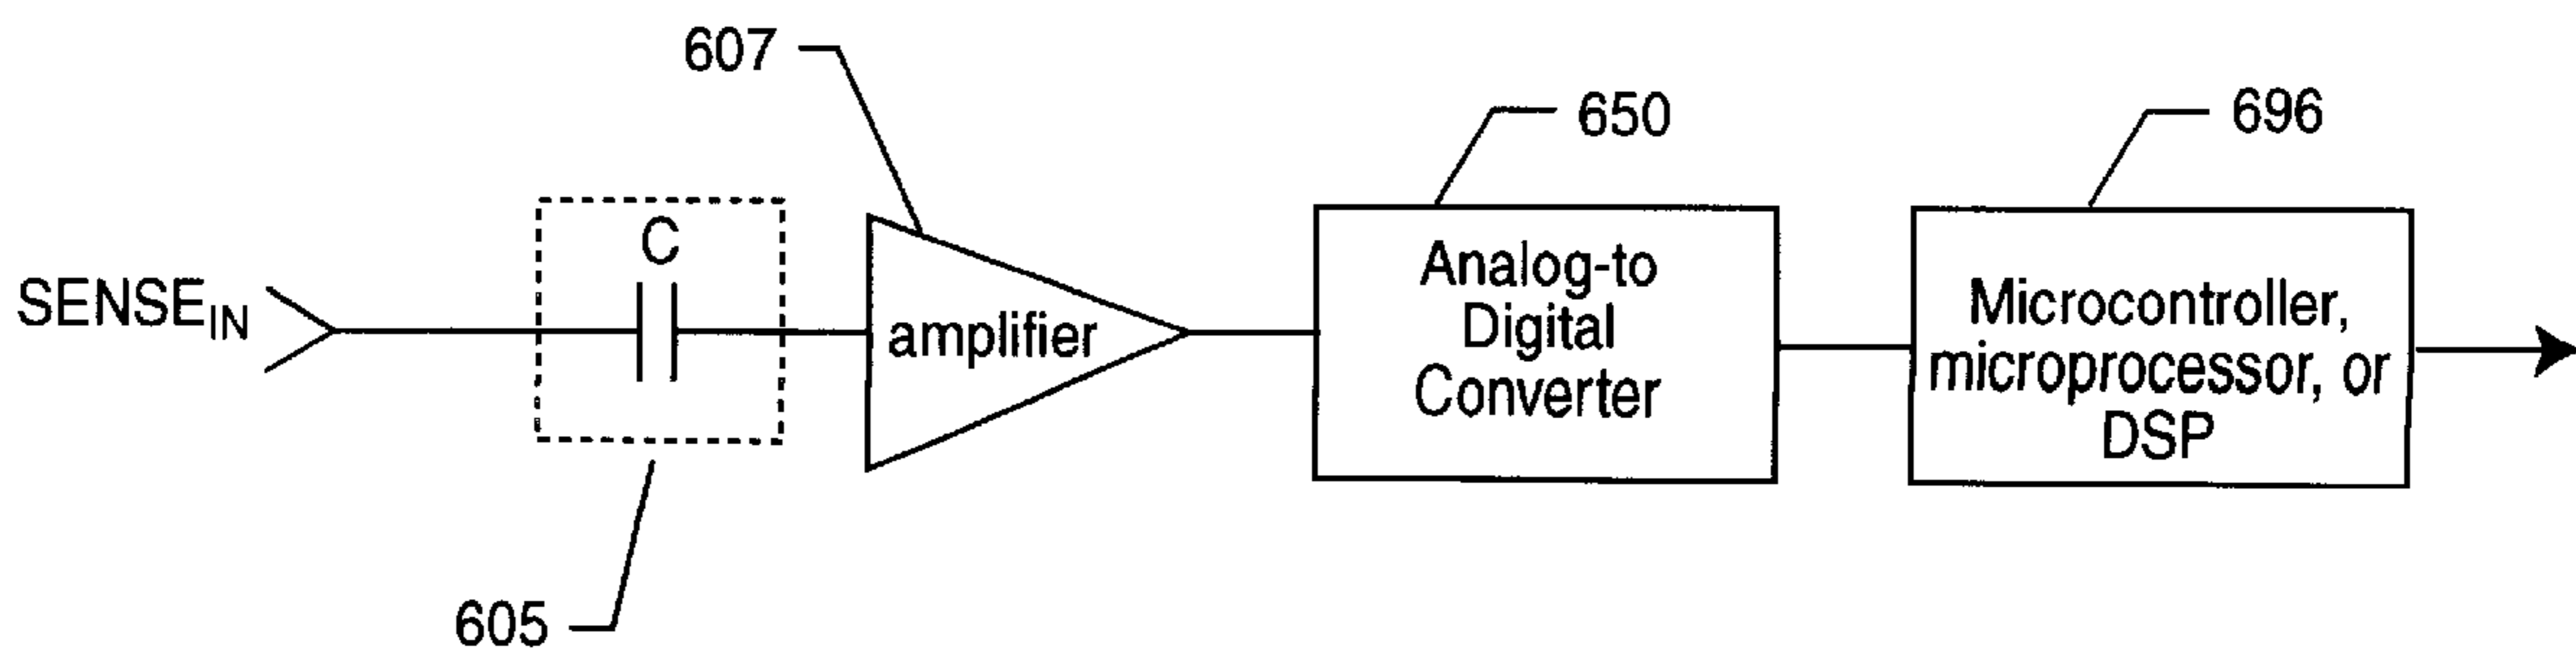 607
650
696
C
SENSEIN
amplifier
Analog-to
Digital
Converter
Microcontroller,
microprocessor, or
DSP
605